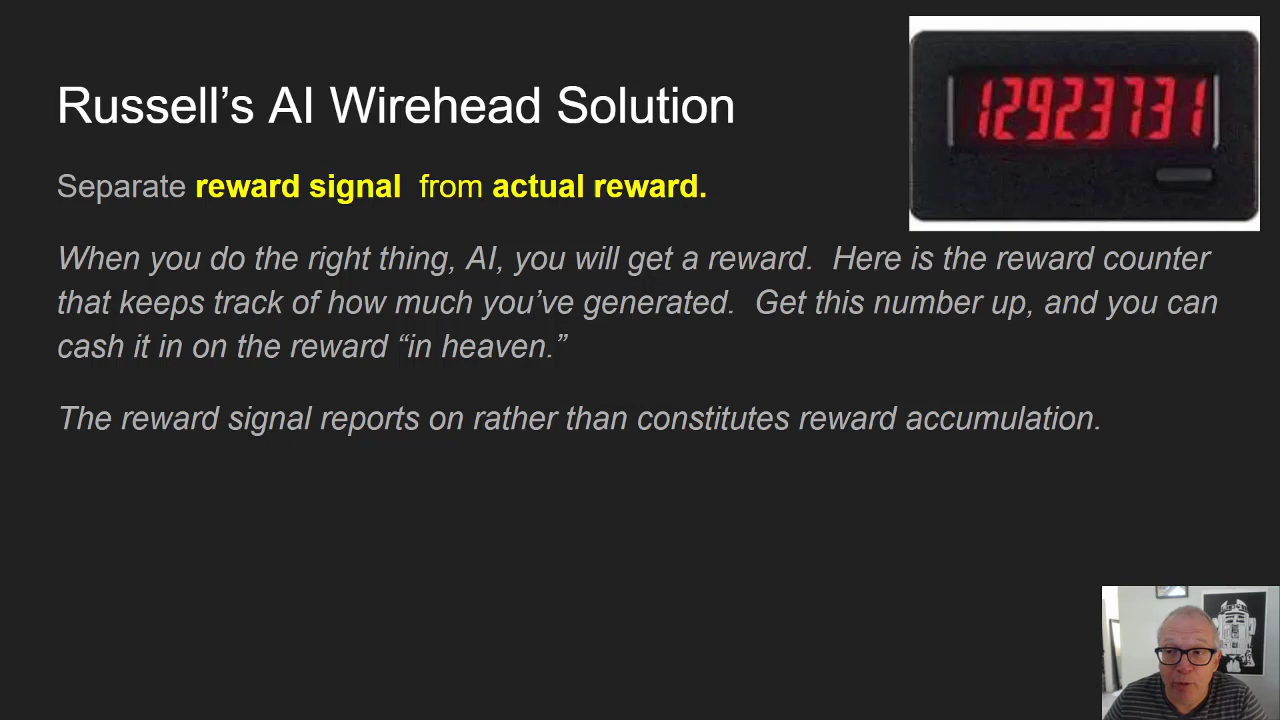 Russell's AI Wirehead Solution
12923731
Separate reward signal  from actual reward.
When you do the right thing, AI, you will get a reward.  Here is the reward counter
that keeps track of how much you've generated.  Get this number up, and you can
cash it in on the reward “in heaven.”
The reward signal reports on rather than constitutes reward accumulation.